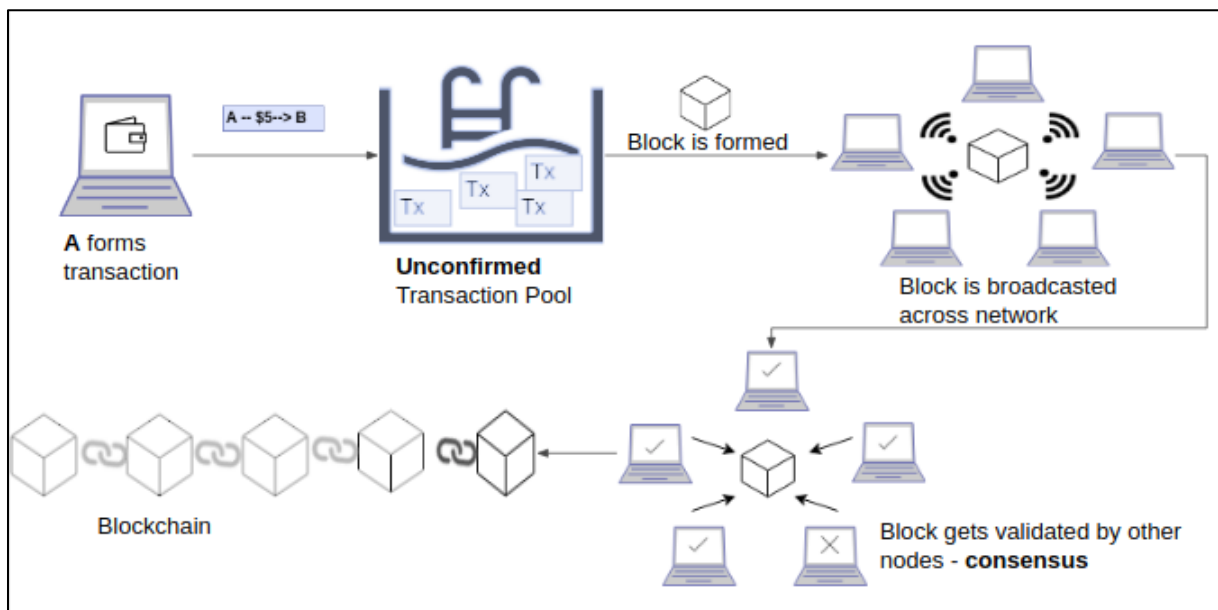 A -- $5--> B
A forms
transaction
Tx
Tx
Tx
Tx
Unconfirmed
Transaction Pool
Block is formed
Block is broadcasted
across network
Block gets validated by other
nodes - consensus
Blockchain